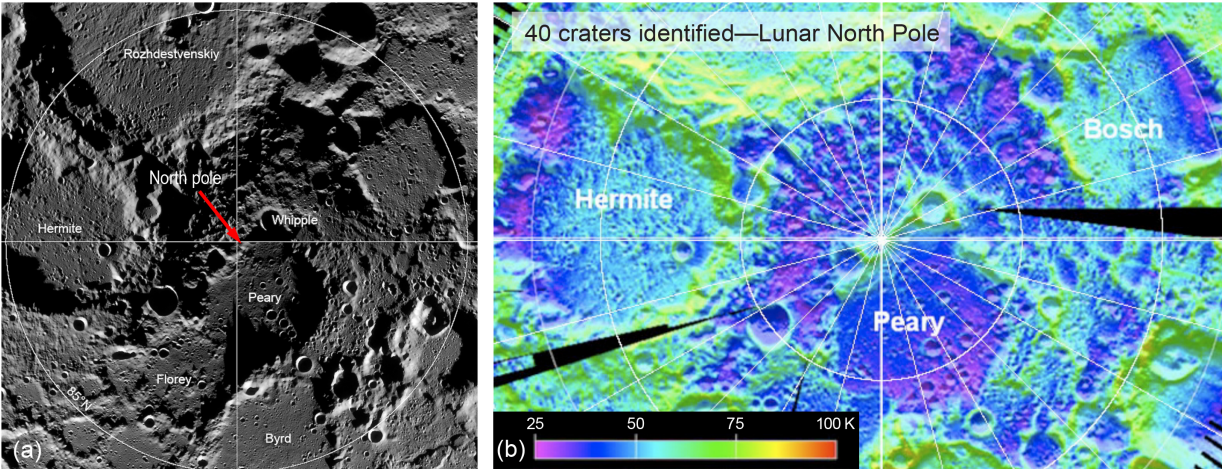 Rozhdestvenskiy
North pole
Hermite
Whipple
Peary
Florey
85°N
Byrd
(a)
40 craters identified—Lunar North Pole
Bosch
Hermite
Peary
25 50 75 100 K
(b)